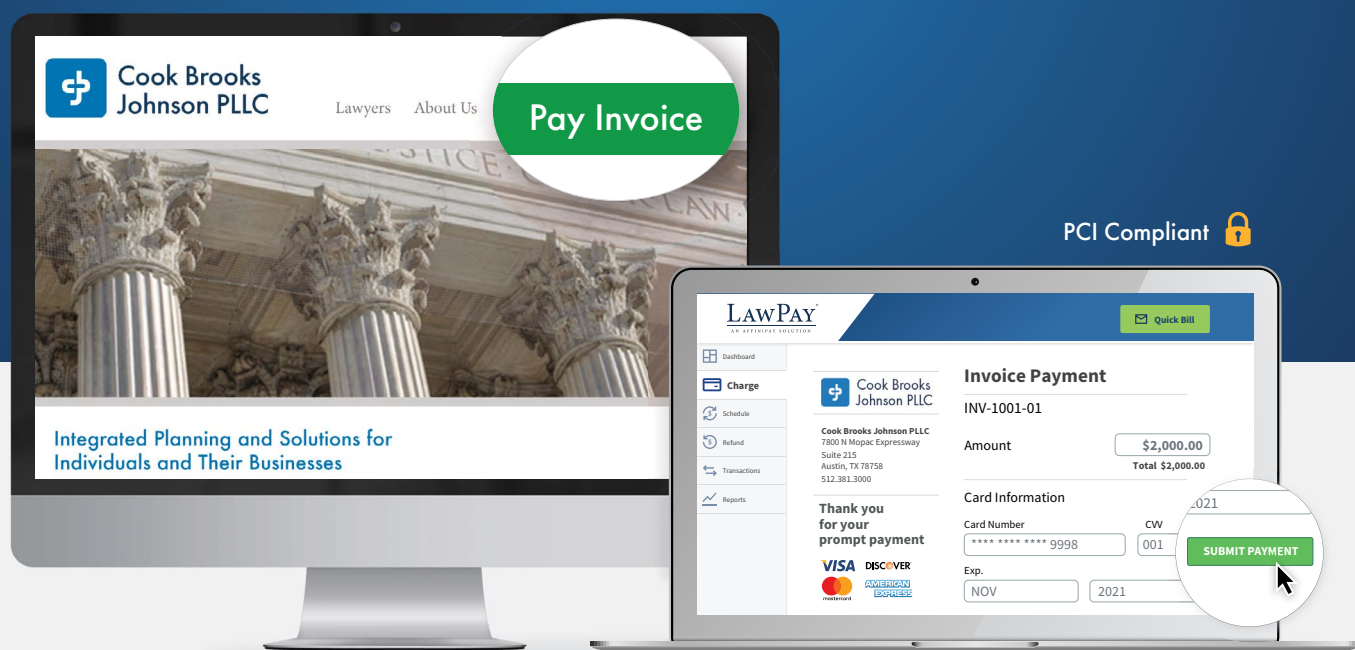 Cook Brooks
Johnson PLLC
Lawyers
About Us
Pay Invoice
STICE
LAW
Integrated Planning and Solutions for
Individuals and Their Businesses
PCI Compliant
LAWPAY
AN AFFINIPAY SOLUTION
Quick Bill
Dashboard
Charge
Schedule
Refund
Transactions
Reports
Cook Brooks
Johnson PLLC
Cook Brooks Johnson PLLC
7800 N Mopac Expressway
Suite 215
Austin, TX 78758
512.381.3000
Thank you
for your
prompt payment
VISA DISCOVER
mastercard
AMERICAN
EXPRESS
Invoice Payment
INV-1001-01
Amount
$2,000.00
Total $2,000.00
Card Information
Card Number
CVV
**** **** **** 9998
001
Exp.
NOV
2021
2021
SUBMIT PAYMENT